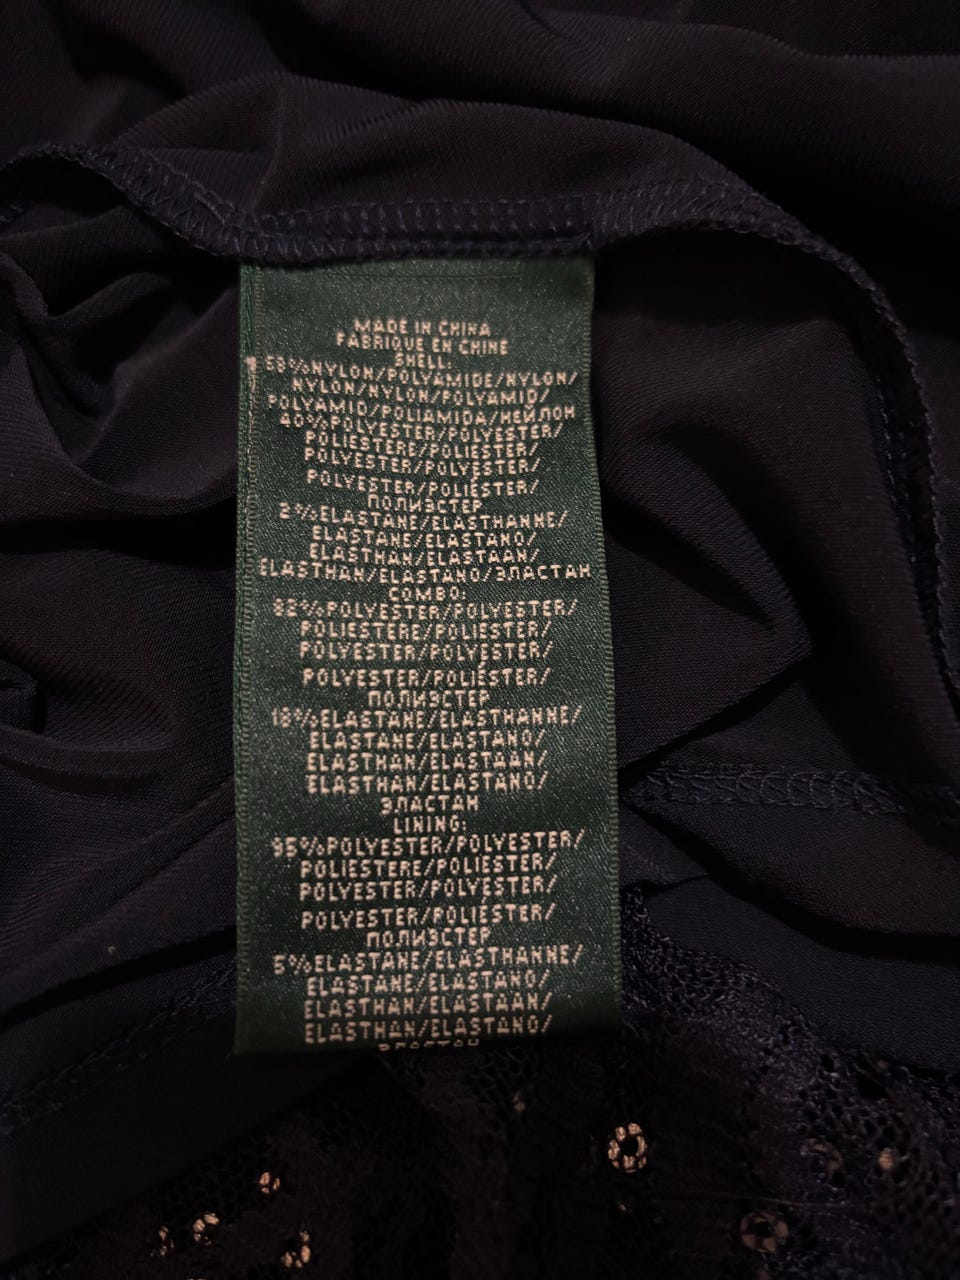 MADE IN CHINA
FABRIQUE EN CHINE
SHELL:
58%NYLON/POLYAMIDE/NYLON/
NYLON/NYLON/POLYAMID/
POLYAMID/POLIAMIDA/НЕЙЛОН
40%POLYESTER/POLYESTER/
POLIESTERE/POLIESTER/
POLYESTER/POLYESTER/
POLYESTER/POLIÉSTER/
ПОЛИЭСТЕР
2%ELASTANE/ELASTHANNE/
ELASTANE/ELASTANO/
ELASTHAN/ELASTAAN/
ELASTHAN/ELASTANO/ЭЛАСТАН
COMBO:
82%POLYESTER/POLYESTER/
POLIESTERE/POLIESTER/
POLYESTER/POLYESTER/
POLYESTER/POLIÉSTER/
ПОЛИЭСТЕР
18%ELASTANE/ELASTHANNE/
ELASTANE/ELASTANO/
ELASTHAN/ELASTAAN/
ELASTHAN/ELASTANO/
ЭЛАСТАН
LINING:
95%POLYESTER/POLYESTER/
POLIESTERE/POLIESTER/
POLYESTER/POLYESTER/
POLYESTER/POLIÉSTER/
ПОЛИЭСТЕР
5%ELASTANE/ELASTHANNE/
ELASTANE/ELASTANO/
ELASTHAN/ELASTAAN/
ELASTHAN/ELASTANO/
ЭЛАСТАН